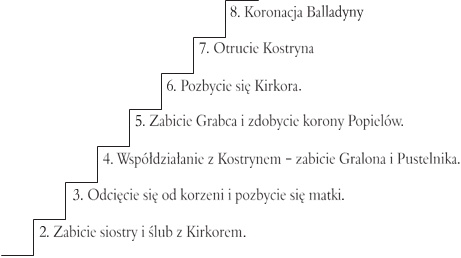 8. Koronacja Balladyny
7. Otrucie Kostryna
6. Pozbycie się Kirkora.
5. Zabicie Grabca i zdobycie korony Popielów.
4. Współdziałanie z Kostrynem – zabicie Gralona i Pustelnika.
3. Odcięcie się od korzeni i pozbycie się matki.
2. Zabicie siostry i ślub z Kirkorem.